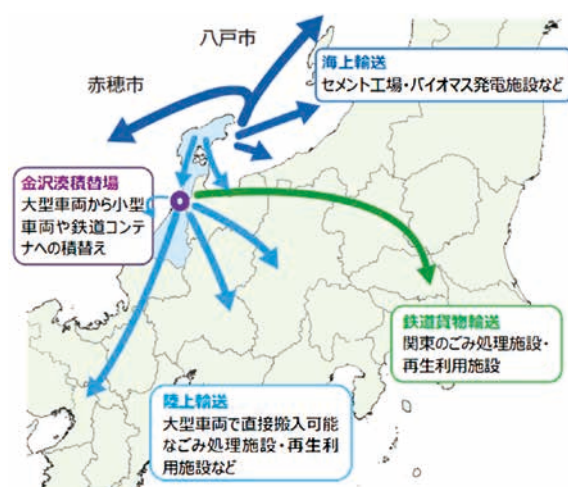 八戸市
赤穂市
海上輸送
セメント工場・バイオマス発電施設など
金沢湊積替場
大型車両から小型
車両や鉄道コンテ
ナへの積替え
鉄道貨物輸送
関東のごみ処理施設・
再生利用施設
陸上輸送
大型車両で直接搬入可能
なごみ処理施設・再生利
用施設など